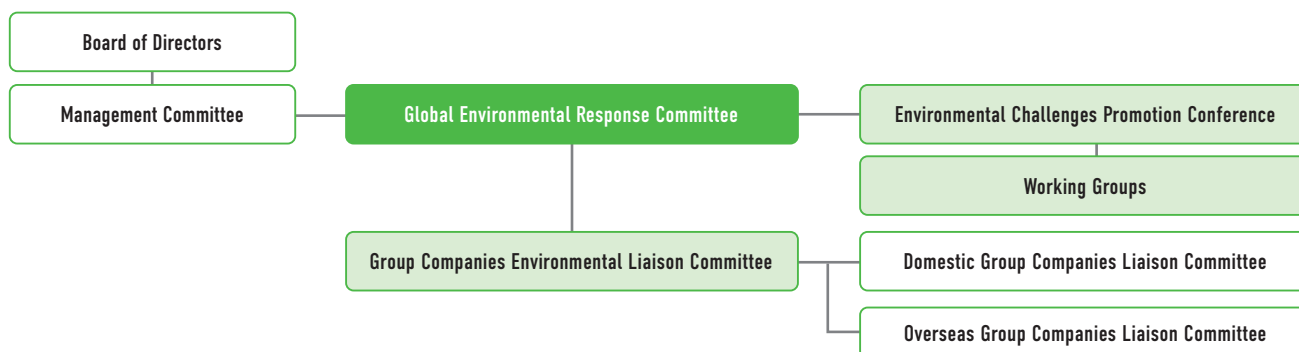 Board of Directors
Management Committee
Global Environmental Response Committee
Environmental Challenges Promotion Conference
Working Groups
Group Companies Environmental Liaison Committee
Domestic Group Companies Liaison Committee
Overseas Group Companies Liaison Committee